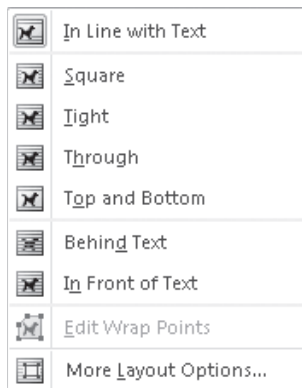 In Line with Text
Square
Tight
Through
Top and Bottom
Behind Text
In Front of Text
Edit Wrap Points
More Layout Options...